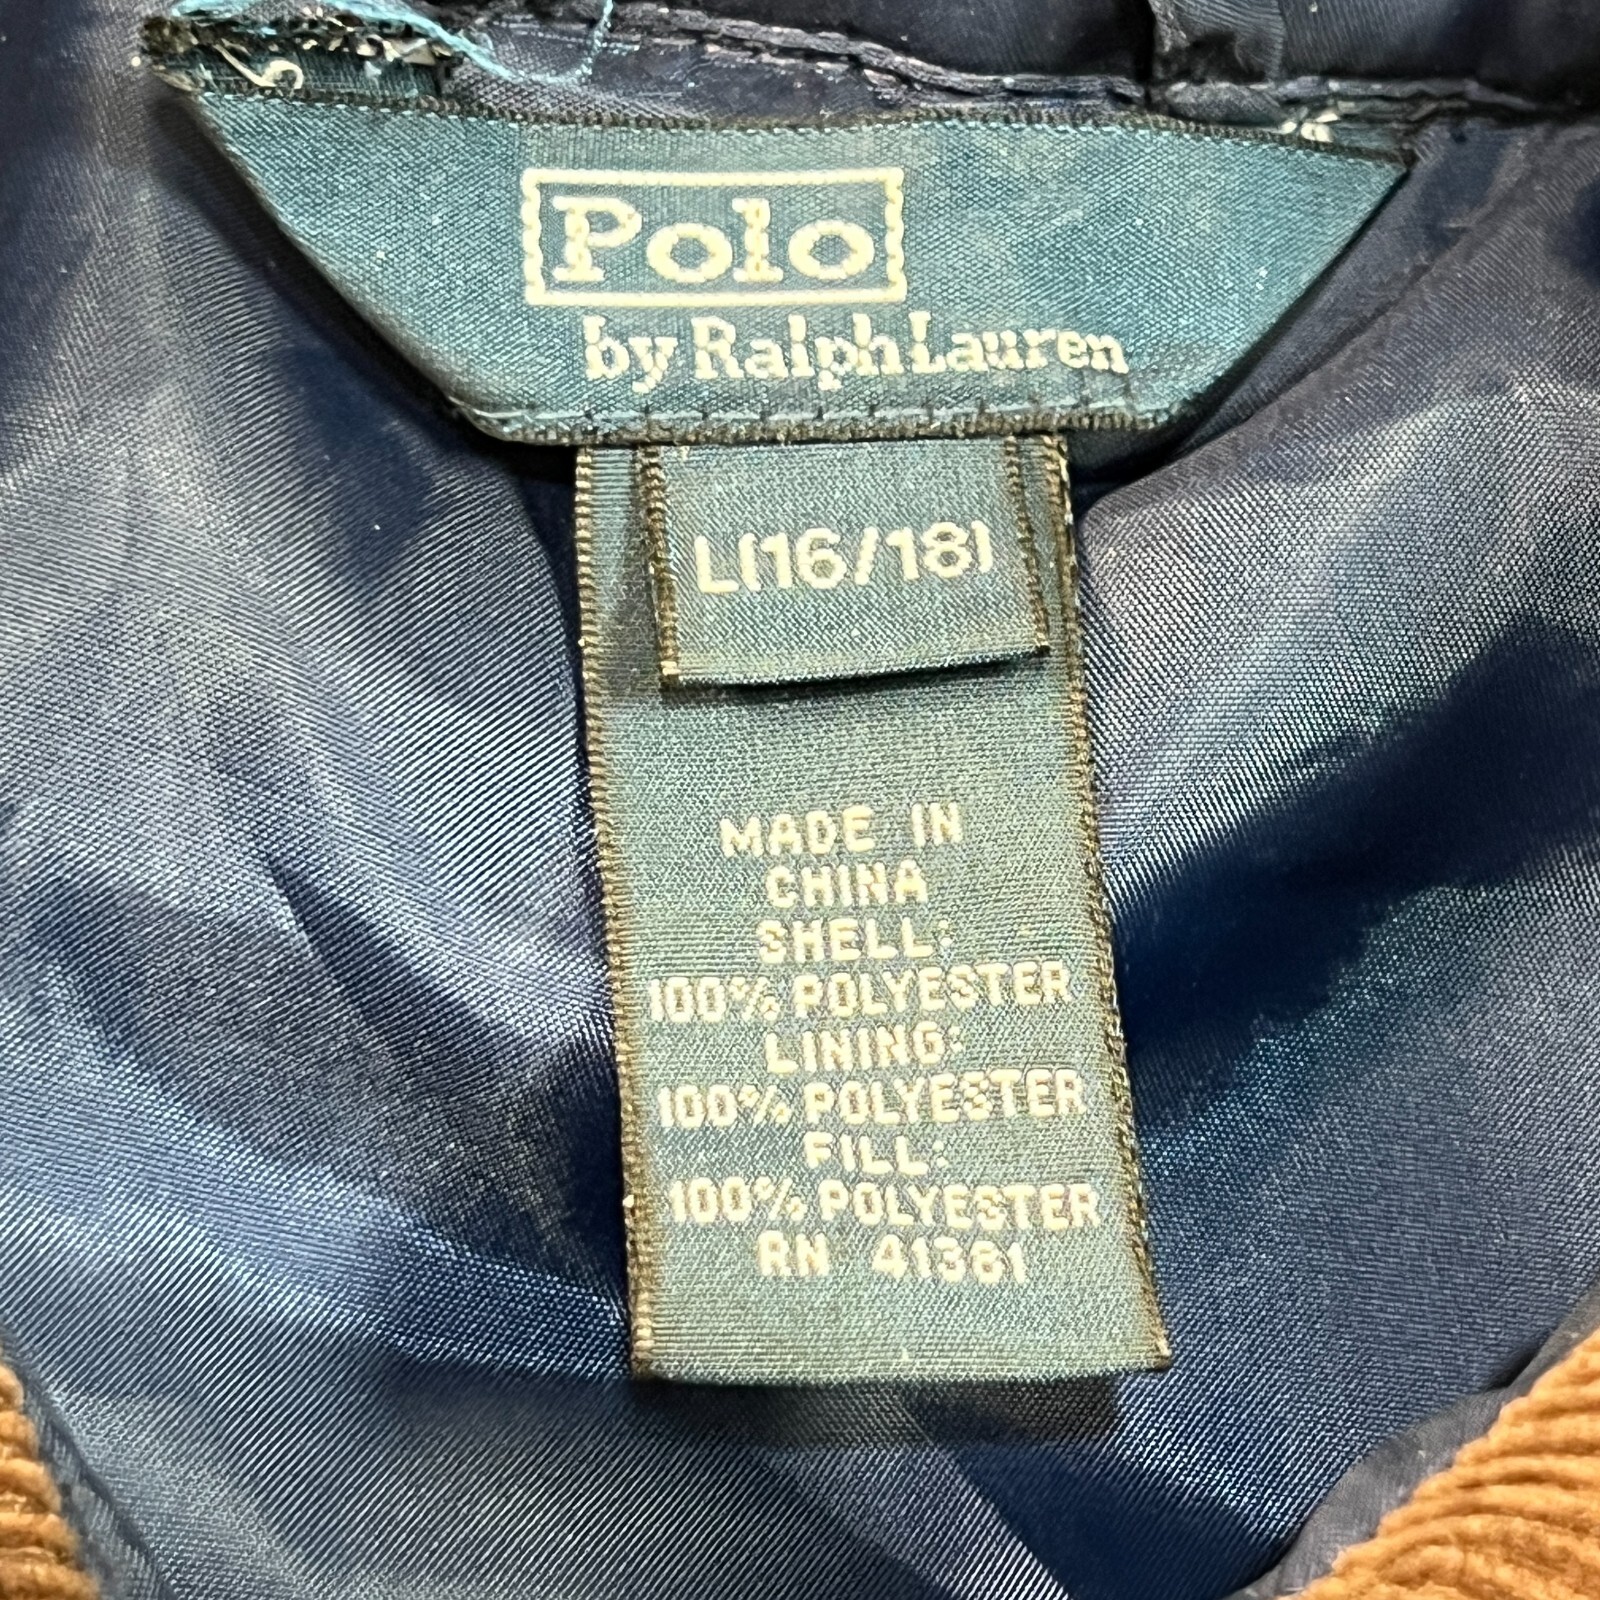 Polo
by Ralph Lauren
L(16/18)
MADE IN
CHINA
SHELL:
100% POLYESTER
LINING:
100% POLYESTER
FILL:
100% POLYESTER
RN 41381